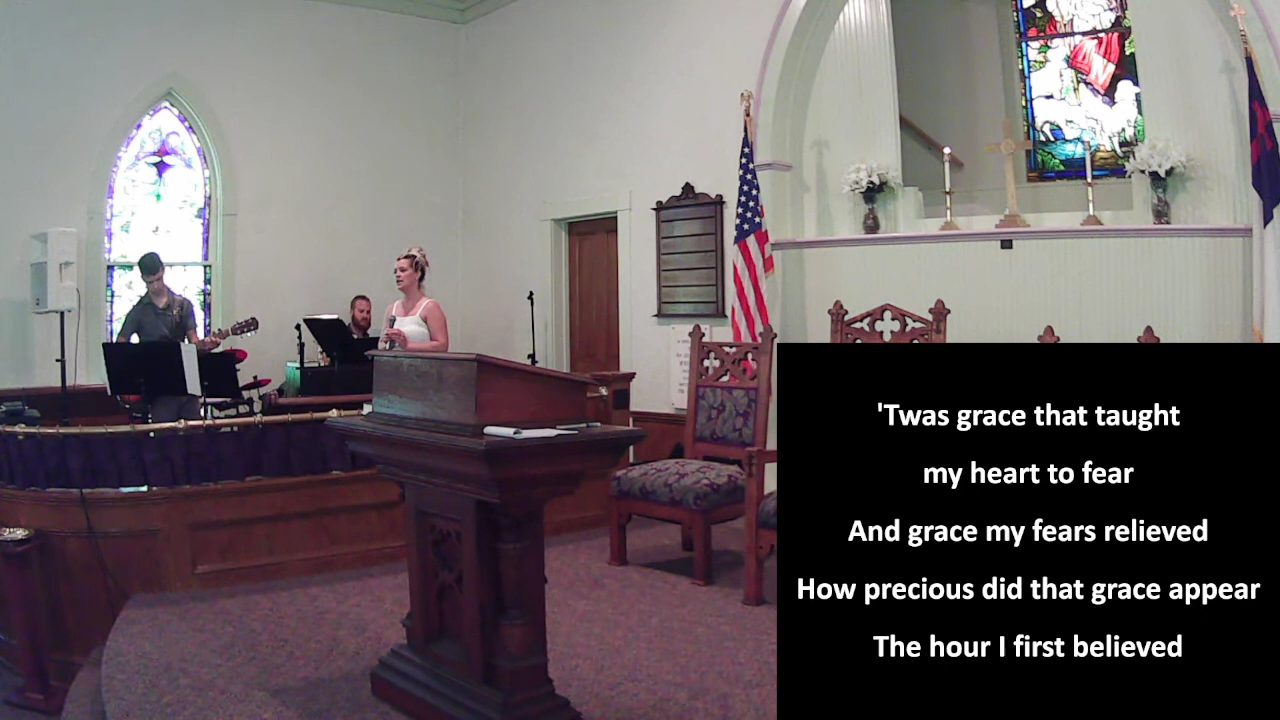 'Twas grace that taught
my heart to fear
And grace my fears relieved
How precious did that grace appear
The hour I first believed